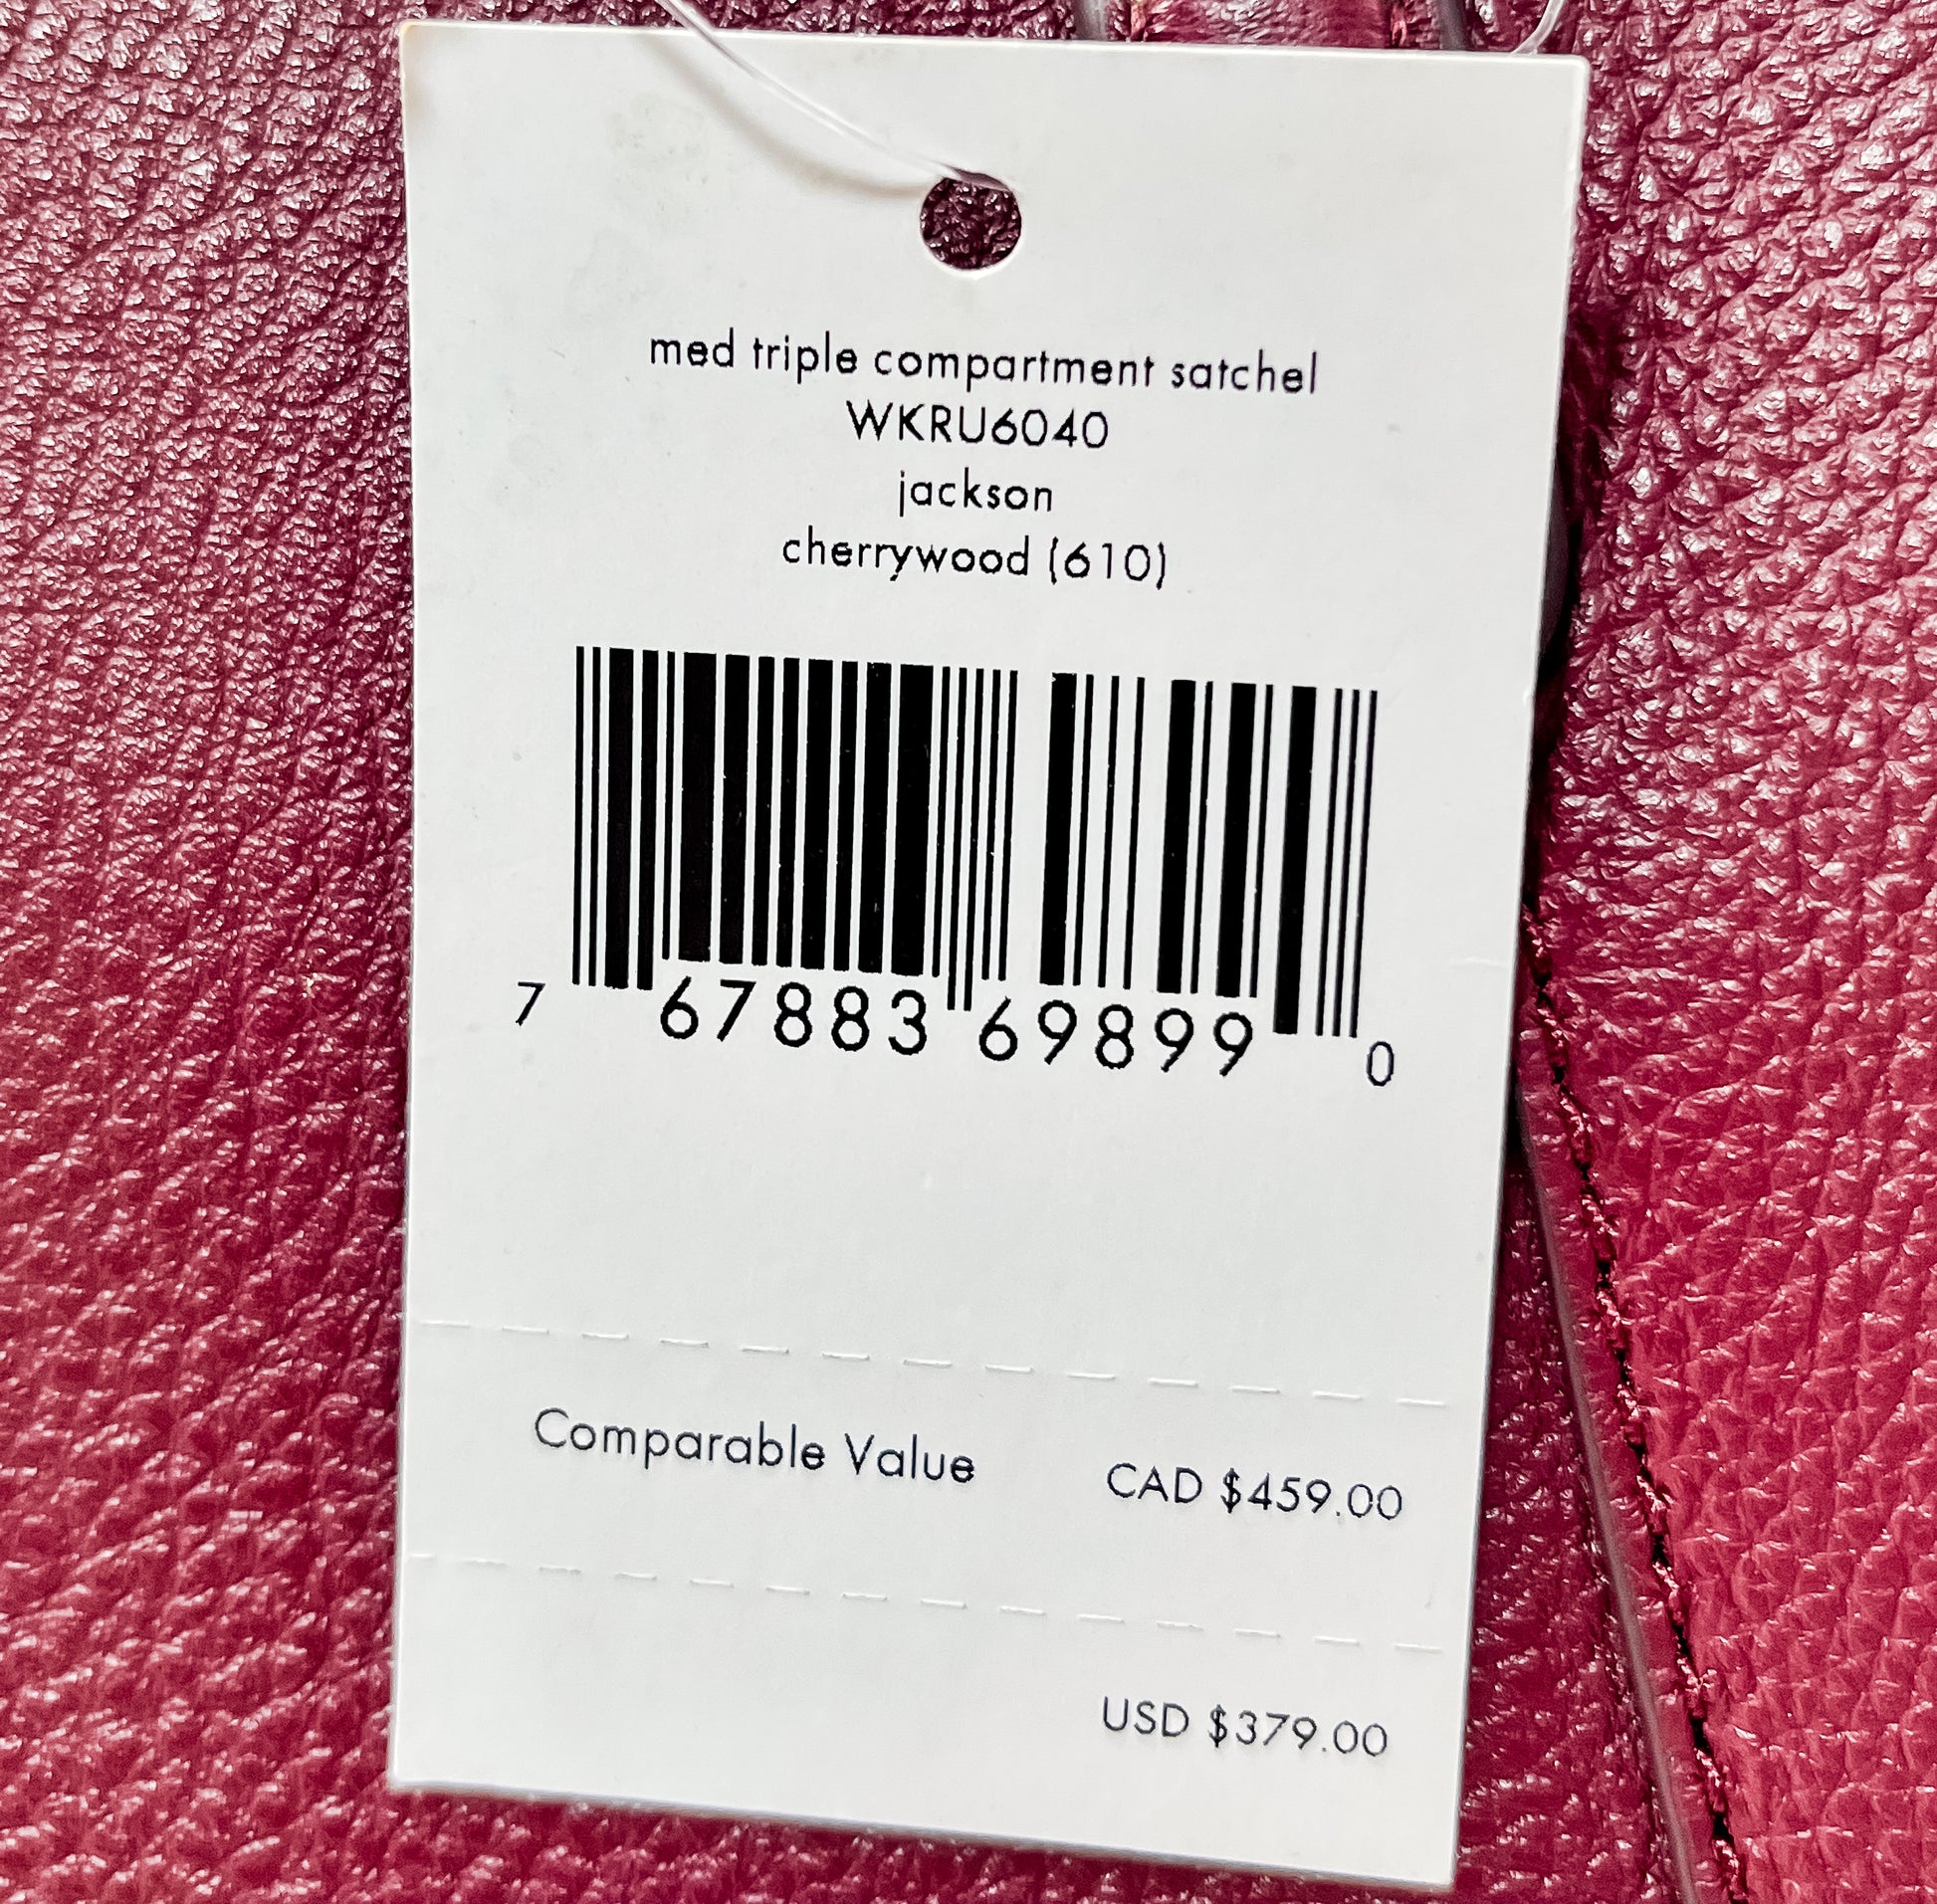 med triple compartment satchel
WKRU6040
jackson
cherrywood (610)
7 67883 69899 0
Comparable Value CAD $459.00
USD $379.00